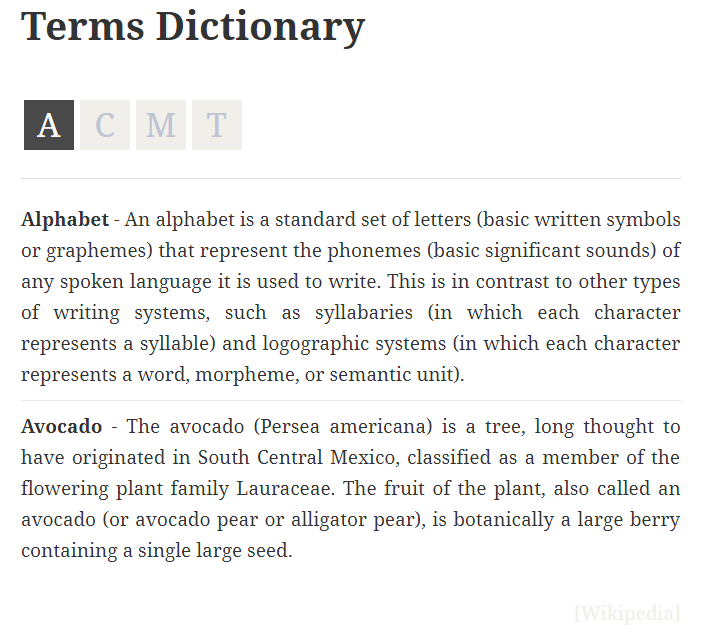 Terms Dictionary
A C M T
Alphabet - An alphabet is a standard set of letters (basic written symbols
or graphemes) that represent the phonemes (basic significant sounds) of
any spoken language it is used to write. This is in contrast to other types
of writing systems, such as syllabaries (in which each character
represents a syllable) and logographic systems (in which each character
represents a word, morpheme, or semantic unit).
Avocado - The avocado (Persea americana) is a tree, long thought to
have originated in South Central Mexico, classified as a member of the
flowering plant family Lauraceae. The fruit of the plant, also called an
avocado (or avocado pear or alligator pear), is botanically a large berry
containing a single large seed.
[Wikipedia]